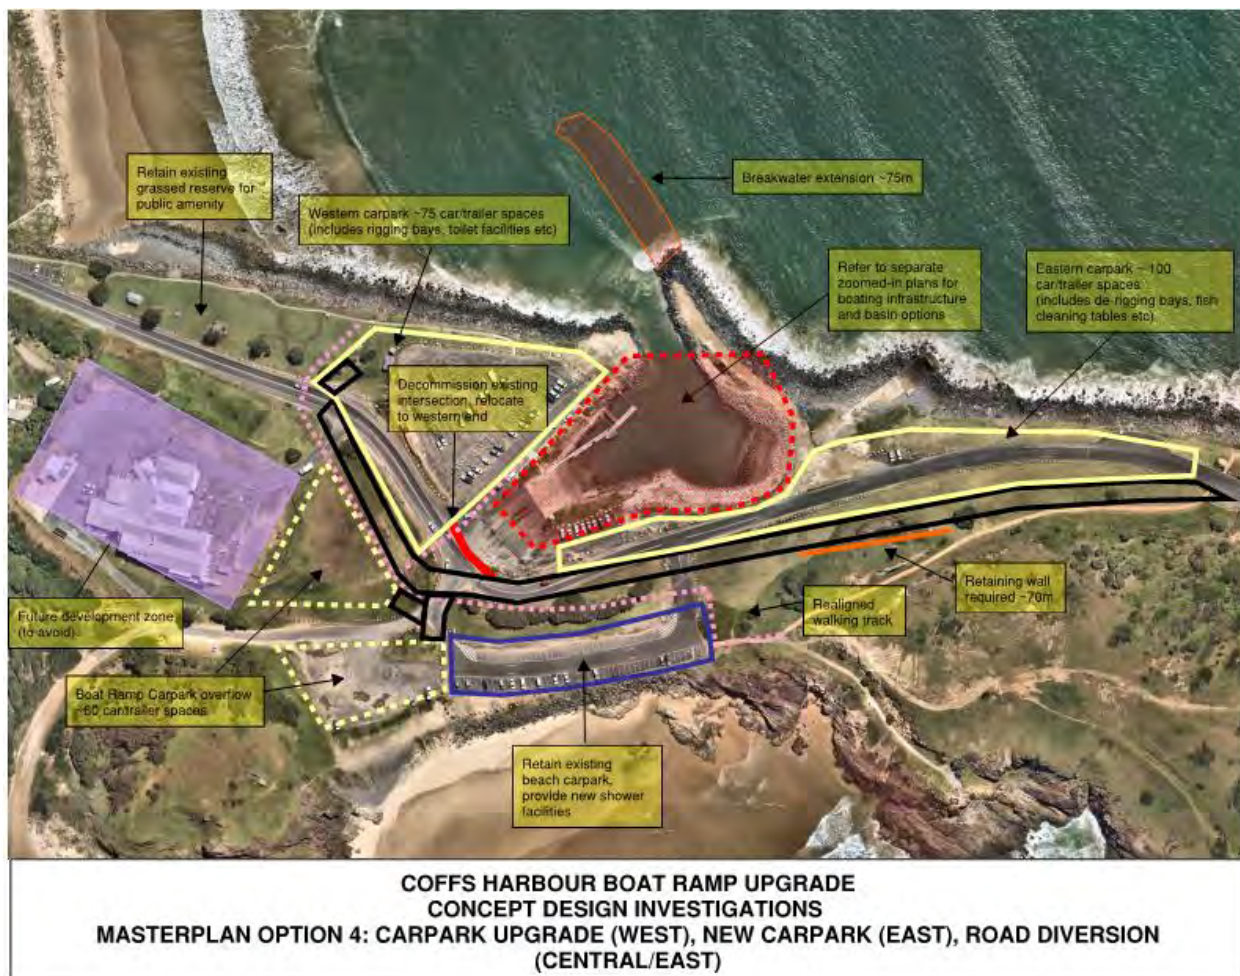 Retain existing
grassed reserve for
public amenity
Western carpark ~75 car/trailer spaces
(includes rigging bays, toilet facilities etc)
Breakwater extension ~75m
Refer to separate
zoomed-in plans for
boating infrastructure
and basin options
Eastern carpark ~ 100
car/trailer spaces
(includes de-rigging bays, fish
cleaning tables etc)
Decommission existing
intersection, relocate
to western end
Future development zone
(to avoid)
Boat Ramp Carpark overflow
~60 car/trailer spaces
Retain existing
beach carpark,
provide new shower
facilities
Realigned
walking track
Retaining wall
required ~70m
COFFS HARBOUR BOAT RAMP UPGRADE
CONCEPT DESIGN INVESTIGATIONS
MASTERPLAN OPTION 4: CARPARK UPGRADE (WEST), NEW CARPARK (EAST), ROAD DIVERSION
(CENTRAL/EAST)